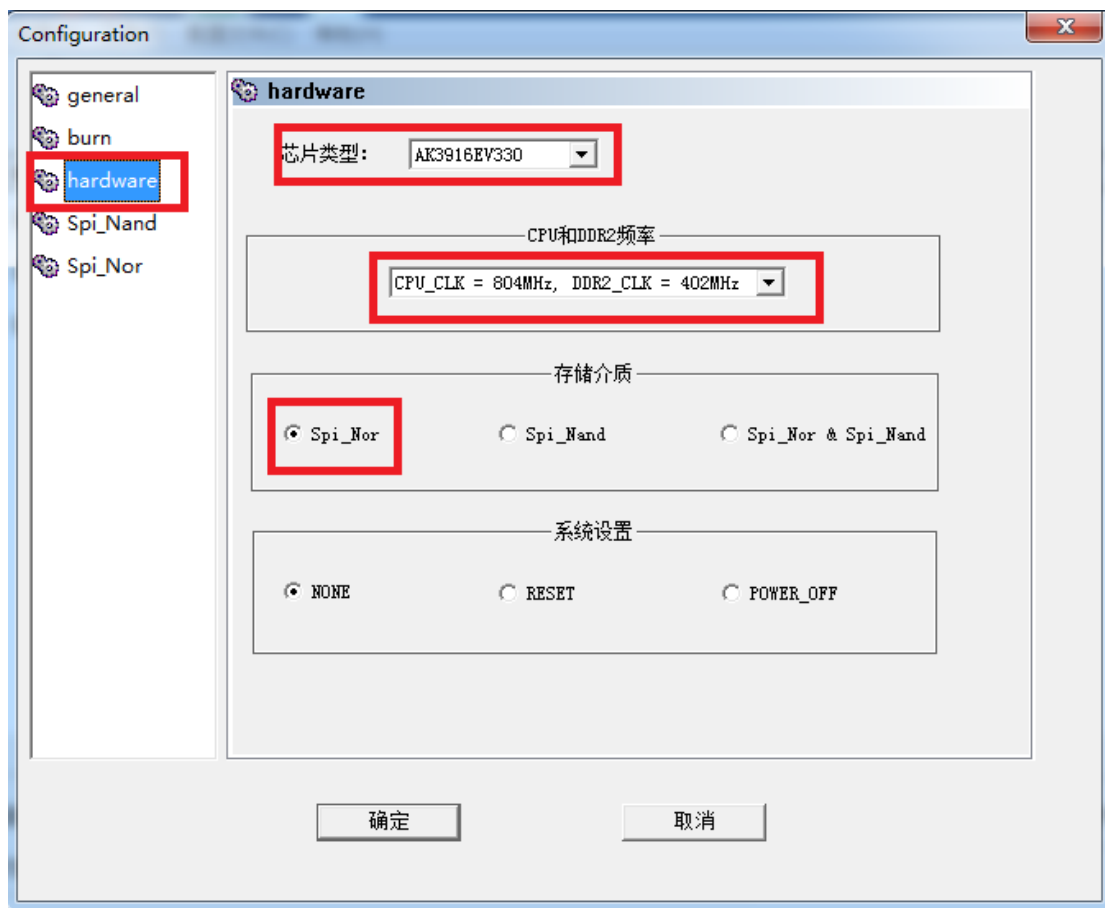 Configuration
general
burn
hardware
Spi_Nand
Spi_Nor
hardware
芯片类型: AK3916EV330
CPU和DDR2频率
CPU_CLK = 804MHz, DDR2_CLK = 402MHz
存储介质
Spi_Nor Spi_Nand Spi_Nor & Spi_Nand
系统设置
NONE RESET POWER_OFF
确定 取消